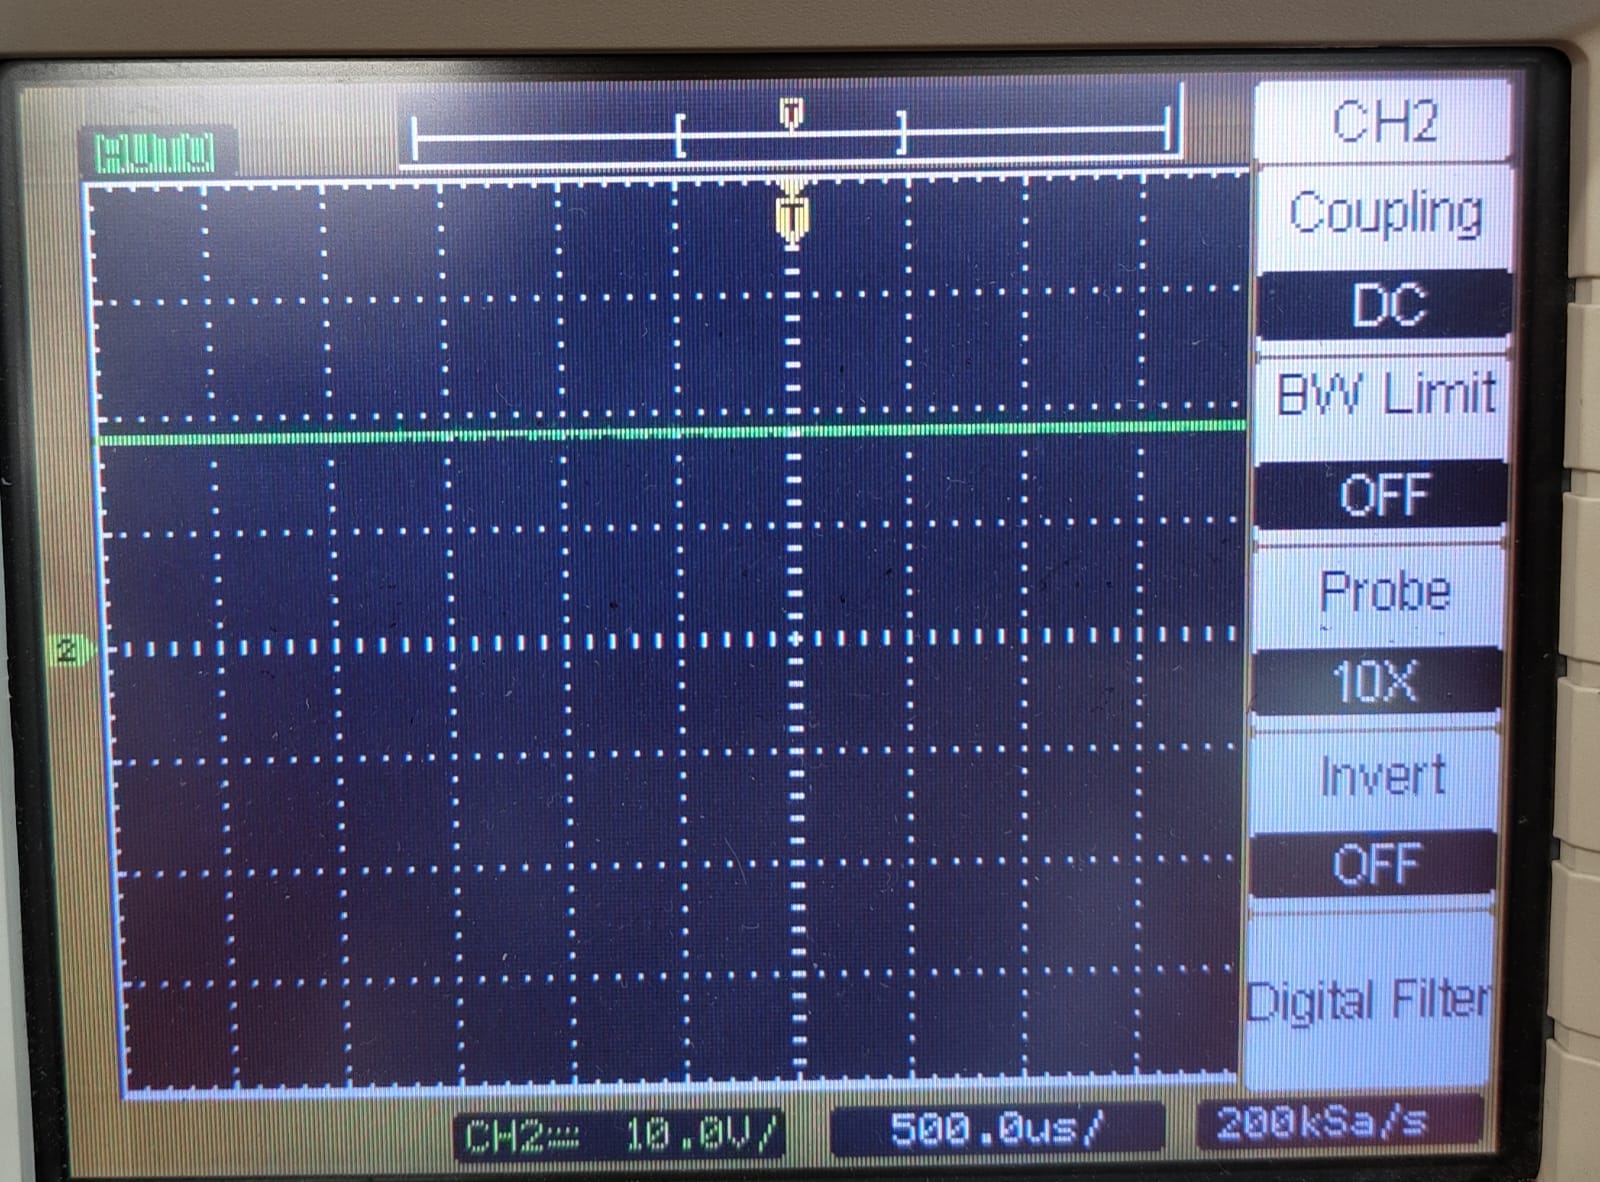 T
CH2
T
Coupling
DC
BW Limit
OFF
Probe
10X
2
Invert
OFF
Digital Filter
CH2 10.0V/
500.0us/
200kSa/s